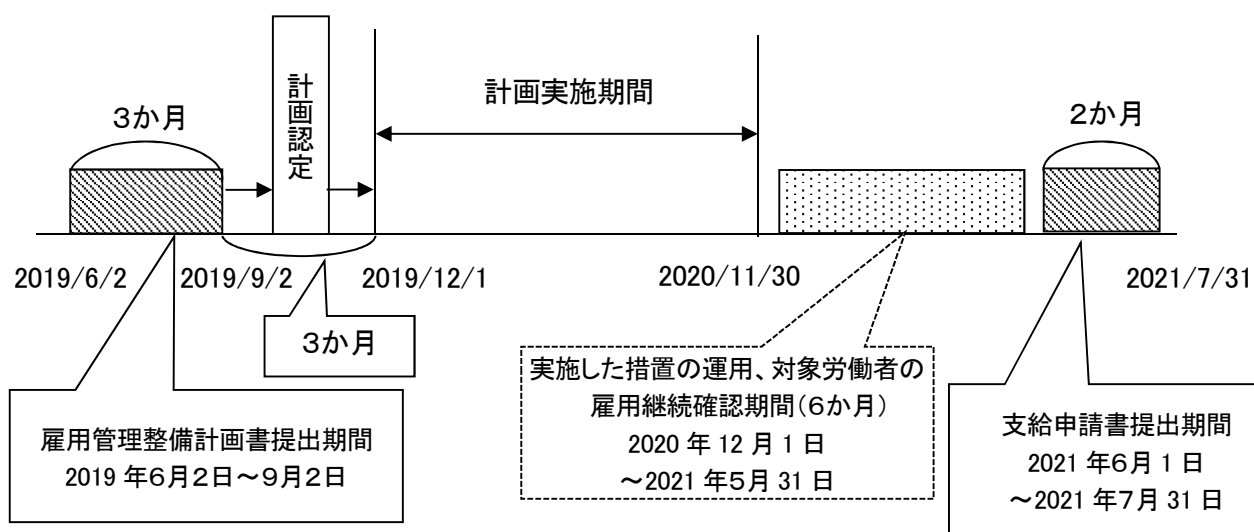 3か月
計画認定
計画実施期間
2か月
2019/6/2
2019/9/2
2019/12/1
2020/11/30
2021/7/31
3か月
雇用管理整備計画書提出期間
2019 年6月2日~9月2日
実施した措置の運用、対象労働者の
雇用継続確認期間(6か月)
2020 年 12 月 1 日
~2021 年5月 31 日
支給申請書提出期間
2021 年6月 1 日
~2021 年7月 31 日